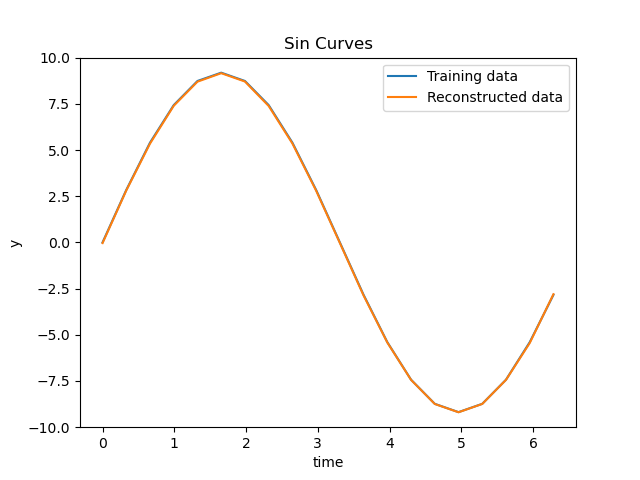 Sin Curves
Training data
Reconstructed data
10.0
7.5
5.0
2.5
0.0
−2.5
−5.0
−7.5
−10.0
y
0 1 2 3 4 5 6
time